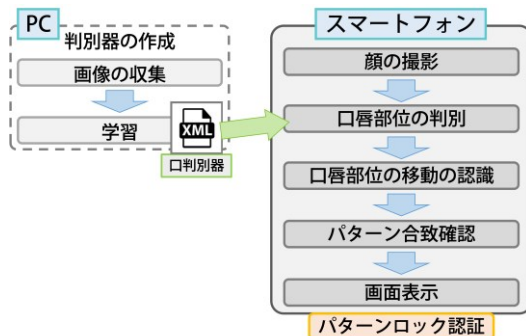 PC
判別器の作成
画像の収集
学習
XML
口判別器
スマートフォン
顔の撮影
口唇部位の判別
口唇部位の移動の認識
パターン合致確認
画面表示
パターンロック認証